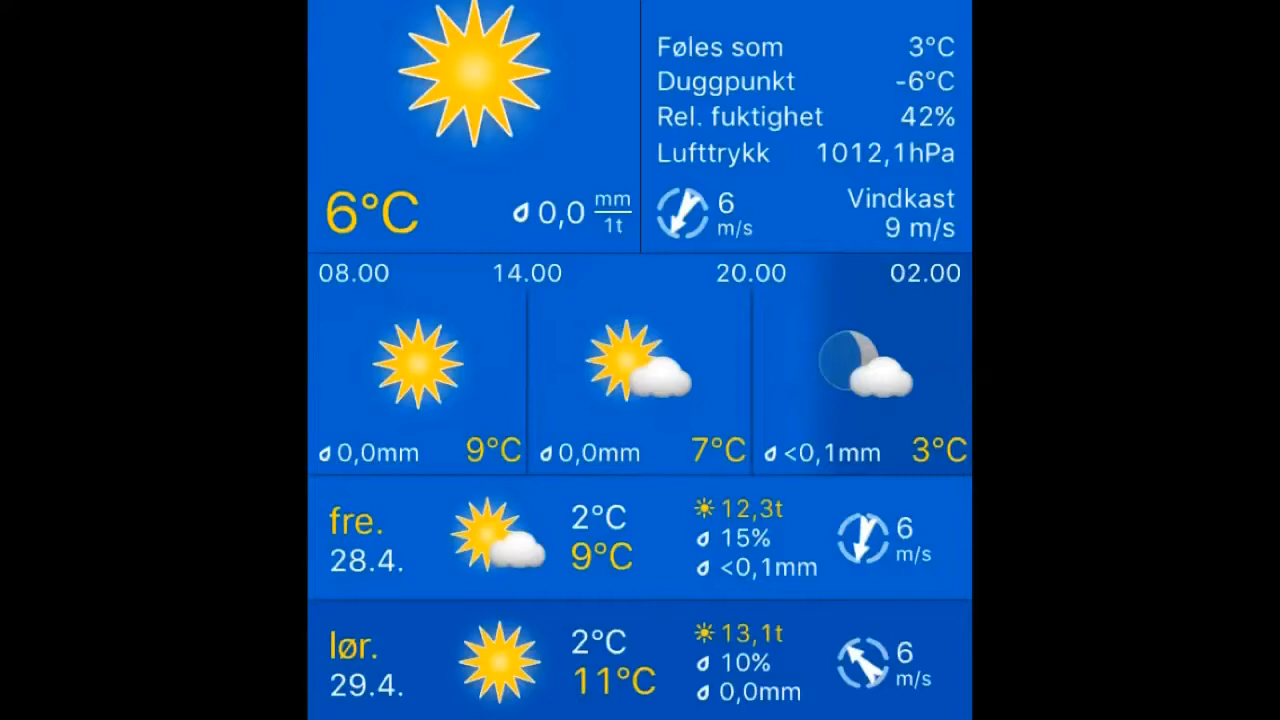 Føles som 3°C
Duggpunkt -6°C
Rel. fuktighet 42%
Lufttrykk 1012,1hPa
6°C 0,0 mm/1t
6 m/s Vindkast 9 m/s
08.00 14.00 20.00 02.00
0,0mm 9°C 0,0mm 7°C <0,1mm 3°C
fre. 28.4.
2°C
9°C
12,3t
15%
<0,1mm
6 m/s
lør. 29.4.
2°C
11°C
13,1t
10%
0,0mm
6 m/s